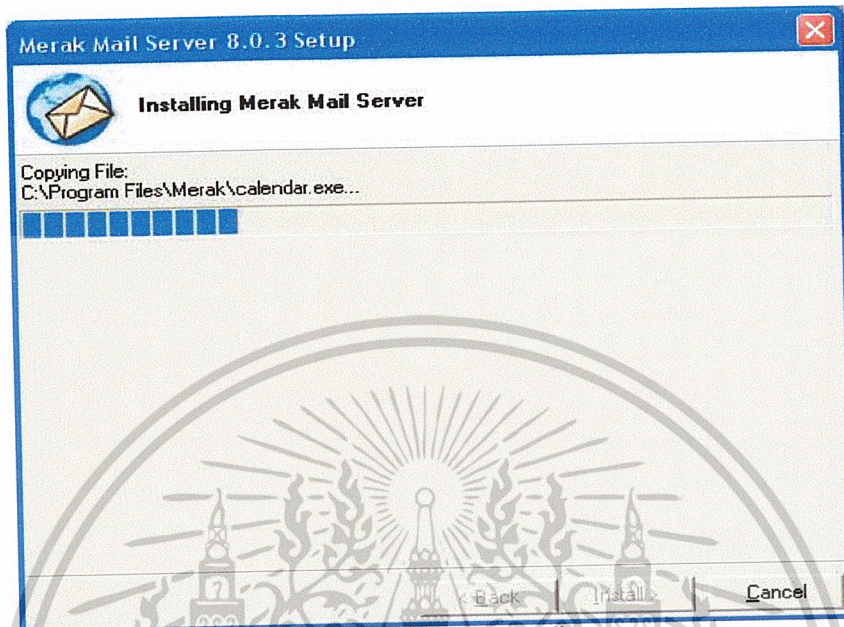 Merak Mail Server 8.0.3 Setup
Installing Merak Mail Server
Copying File:
C:\Program Files\Merak\calendar.exe...
< Back
Install >
Cancel